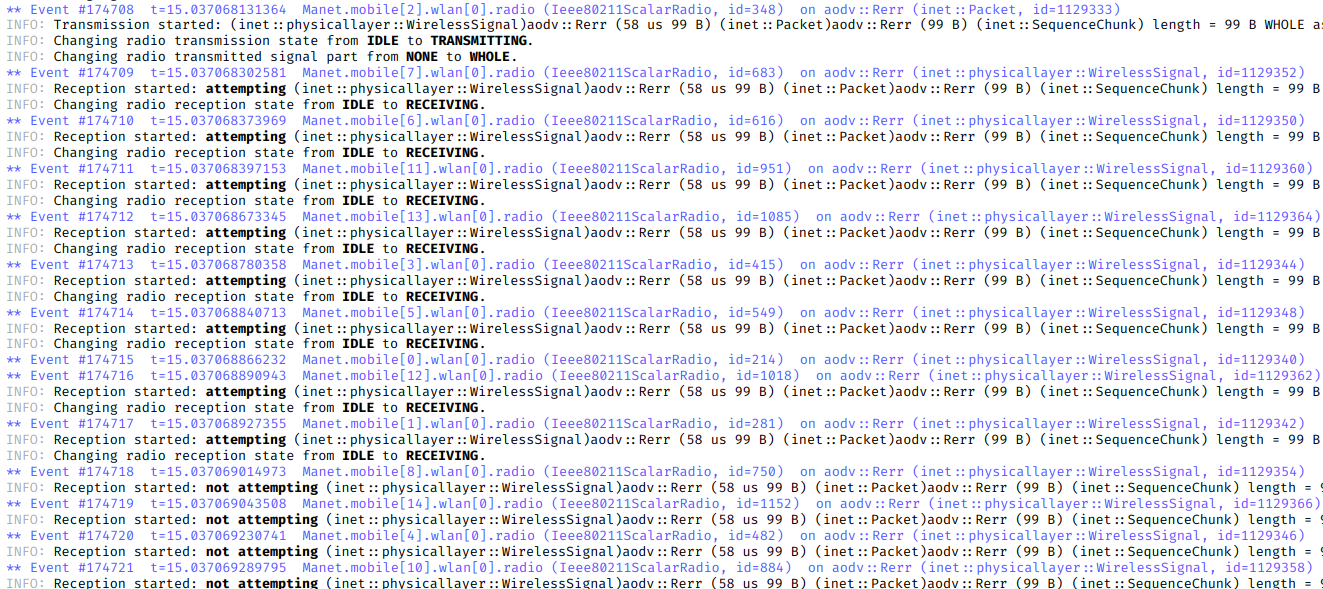 ** Event #174708  t=15.037068131364  Manet.mobile[2].wlan[0].radio (Ieee80211ScalarRadio, id=348)  on aodv::Rerr (inet::Packet, id=1129333)
INFO: Transmission started: (inet::physicallayer::WirelessSignal)aodv::Rerr (58 us 99 B) (inet::Packet)aodv::Rerr (99 B) (inet::SequenceChunk) length = 99 B WHOLE as
INFO: Changing radio transmission state from IDLE to TRANSMITTING.
INFO: Changing radio transmitted signal part from NONE to WHOLE.
** Event #174709  t=15.037068302581  Manet.mobile[7].wlan[0].radio (Ieee80211ScalarRadio, id=683)  on aodv::Rerr (inet::physicallayer::WirelessSignal, id=1129352)
INFO: Reception started: attempting (inet::physicallayer::WirelessSignal)aodv::Rerr (58 us 99 B) (inet::Packet)aodv::Rerr (99 B) (inet::SequenceChunk) length = 99 B
INFO: Changing radio reception state from IDLE to RECEIVING.
** Event #174710  t=15.037068373969  Manet.mobile[6].wlan[0].radio (Ieee80211ScalarRadio, id=616)  on aodv::Rerr (inet::physicallayer::WirelessSignal, id=1129350)
INFO: Reception started: attempting (inet::physicallayer::WirelessSignal)aodv::Rerr (58 us 99 B) (inet::Packet)aodv::Rerr (99 B) (inet::SequenceChunk) length = 99 B
INFO: Changing radio reception state from IDLE to RECEIVING.
** Event #174711  t=15.037068397153  Manet.mobile[11].wlan[0].radio (Ieee80211ScalarRadio, id=951)  on aodv::Rerr (inet::physicallayer::WirelessSignal, id=1129360)
INFO: Reception started: attempting (inet::physicallayer::WirelessSignal)aodv::Rerr (58 us 99 B) (inet::Packet)aodv::Rerr (99 B) (inet::SequenceChunk) length = 99 B
INFO: Changing radio reception state from IDLE to RECEIVING.
** Event #174712  t=15.037068673345  Manet.mobile[13].wlan[0].radio (Ieee80211ScalarRadio, id=1085)  on aodv::Rerr (inet::physicallayer::WirelessSignal, id=1129364)
INFO: Reception started: attempting (inet::physicallayer::WirelessSignal)aodv::Rerr (58 us 99 B) (inet::Packet)aodv::Rerr (99 B) (inet::SequenceChunk) length = 99 B
INFO: Changing radio reception state from IDLE to RECEIVING.
** Event #174713  t=15.037068780358  Manet.mobile[3].wlan[0].radio (Ieee80211ScalarRadio, id=415)  on aodv::Rerr (inet::physicallayer::WirelessSignal, id=1129344)
INFO: Reception started: attempting (inet::physicallayer::WirelessSignal)aodv::Rerr (58 us 99 B) (inet::Packet)aodv::Rerr (99 B) (inet::SequenceChunk) length = 99 B
INFO: Changing radio reception state from IDLE to RECEIVING.
** Event #174714  t=15.037068840713  Manet.mobile[5].wlan[0].radio (Ieee80211ScalarRadio, id=549)  on aodv::Rerr (inet::physicallayer::WirelessSignal, id=1129348)
INFO: Reception started: attempting (inet::physicallayer::WirelessSignal)aodv::Rerr (58 us 99 B) (inet::Packet)aodv::Rerr (99 B) (inet::SequenceChunk) length = 99 B
INFO: Changing radio reception state from IDLE to RECEIVING.
** Event #174715  t=15.037068866232  Manet.mobile[0].wlan[0].radio (Ieee80211ScalarRadio, id=214)  on aodv::Rerr (inet::physicallayer::WirelessSignal, id=1129340)
** Event #174716  t=15.037068890943  Manet.mobile[12].wlan[0].radio (Ieee80211ScalarRadio, id=1018)  on aodv::Rerr (inet::physicallayer::WirelessSignal, id=1129362)
INFO: Reception started: attempting (inet::physicallayer::WirelessSignal)aodv::Rerr (58 us 99 B) (inet::Packet)aodv::Rerr (99 B) (inet::SequenceChunk) length = 99 B
INFO: Changing radio reception state from IDLE to RECEIVING.
** Event #174717  t=15.037068927355  Manet.mobile[1].wlan[0].radio (Ieee80211ScalarRadio, id=281)  on aodv::Rerr (inet::physicallayer::WirelessSignal, id=1129342)
INFO: Reception started: attempting (inet::physicallayer::WirelessSignal)aodv::Rerr (58 us 99 B) (inet::Packet)aodv::Rerr (99 B) (inet::SequenceChunk) length = 99 B
INFO: Changing radio reception state from IDLE to RECEIVING.
** Event #174718  t=15.037069014973  Manet.mobile[8].wlan[0].radio (Ieee80211ScalarRadio, id=750)  on aodv::Rerr (inet::physicallayer::WirelessSignal, id=1129354)
INFO: Reception started: not attempting (inet::physicallayer::WirelessSignal)aodv::Rerr (58 us 99 B) (inet::Packet)aodv::Rerr (99 B) (inet::SequenceChunk) length =
** Event #174719  t=15.037069043508  Manet.mobile[14].wlan[0].radio (Ieee80211ScalarRadio, id=1152)  on aodv::Rerr (inet::physicallayer::WirelessSignal, id=1129366)
INFO: Reception started: not attempting (inet::physicallayer::WirelessSignal)aodv::Rerr (58 us 99 B) (inet::Packet)aodv::Rerr (99 B) (inet::SequenceChunk) length =
** Event #174720  t=15.037069230741  Manet.mobile[4].wlan[0].radio (Ieee80211ScalarRadio, id=482)  on aodv::Rerr (inet::physicallayer::WirelessSignal, id=1129346)
INFO: Reception started: not attempting (inet::physicallayer::WirelessSignal)aodv::Rerr (58 us 99 B) (inet::Packet)aodv::Rerr (99 B) (inet::SequenceChunk) length =
** Event #174721  t=15.037069289795  Manet.mobile[10].wlan[0].radio (Ieee80211ScalarRadio, id=884)  on aodv::Rerr (inet::physicallayer::WirelessSignal, id=1129358)
INFO: Reception started: not attempting (inet::physicallayer::WirelessSignal)aodv::Rerr (58 us 99 B) (inet::Packet)aodv::Rerr (99 B) (inet::SequenceChunk) length =